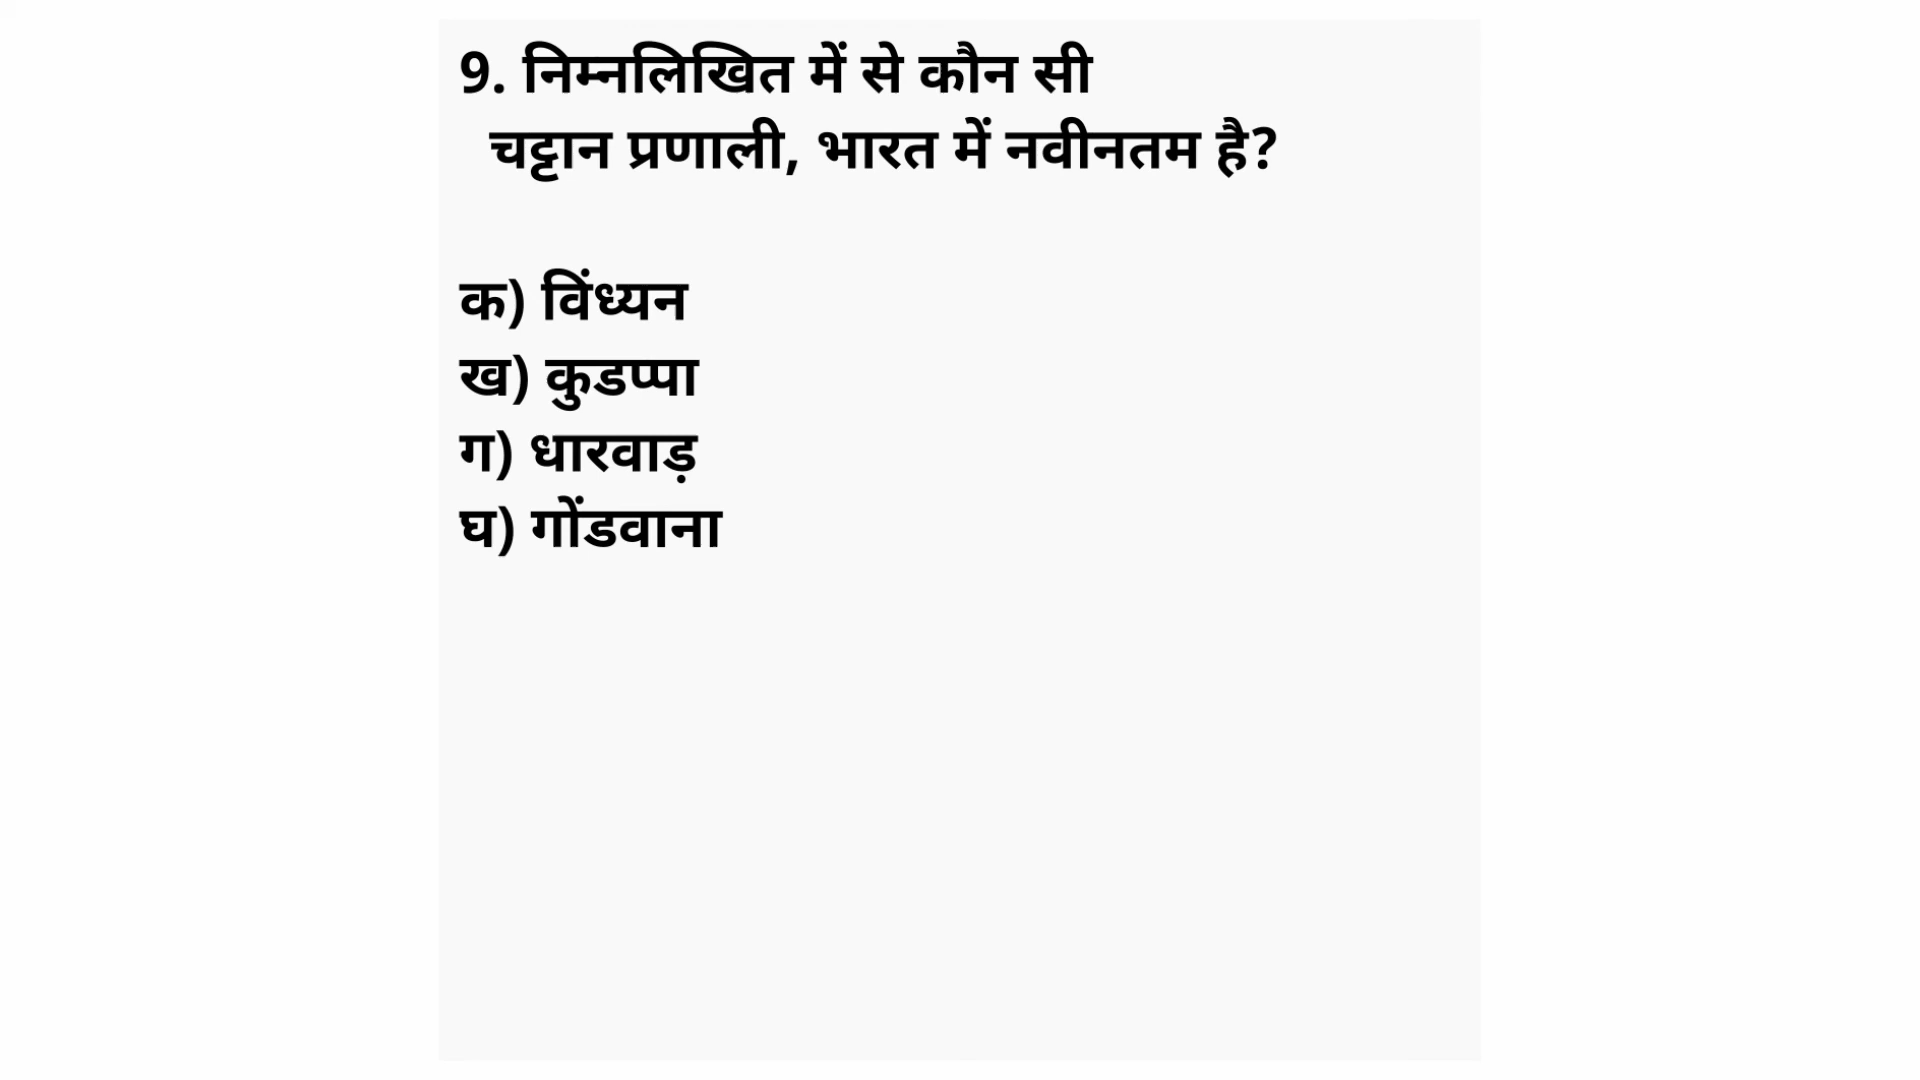 9. निम्नलिखित में से कौन सी
चट्टान प्रणाली, भारत में नवीनतम है?
क) विंध्यन
ख) कुडप्पा
ग) धारवाड़
घ) गोंडवाना